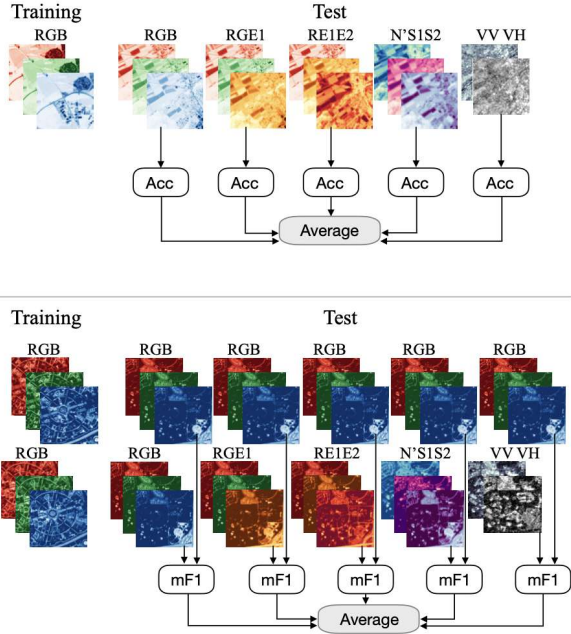 Training Test
RGB RGB RGE1 RE1E2 N'S1S2 VV VH
Acc Acc Acc Acc Acc
Average
Training Test
RGB RGB RGB RGB RGB RGB
RGB RGB RGE1 RE1E2 N'S1S2 VV VH
mF1 mF1 mF1 mF1 mF1
Average